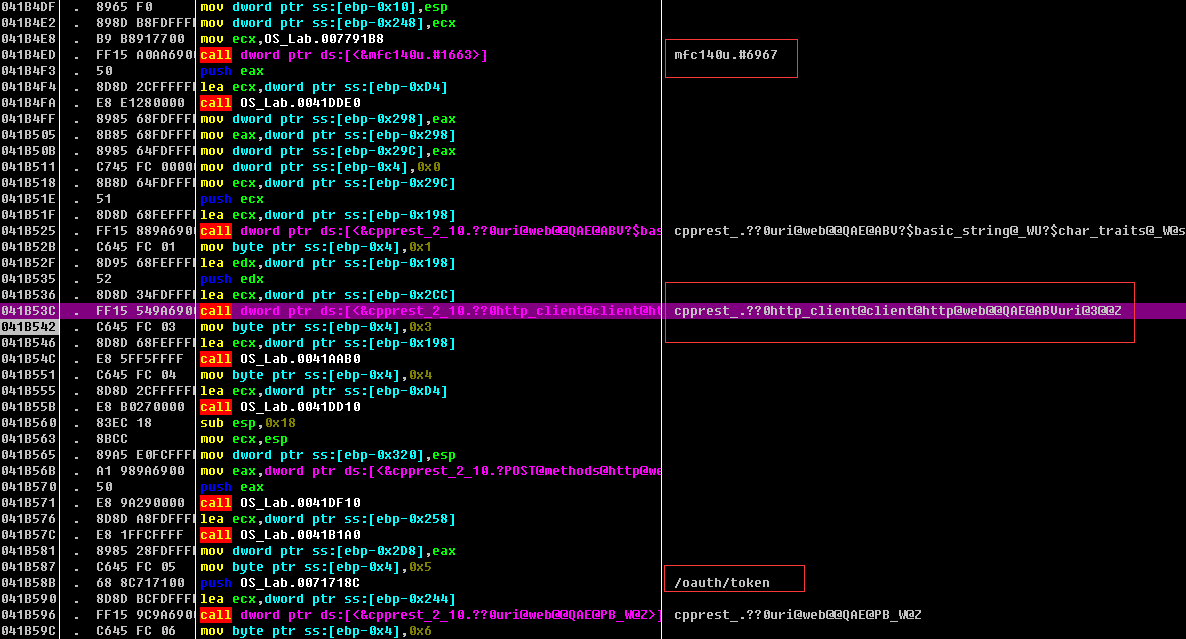 041B4DF . 8965 F0 mov dword ptr ss:[ebp-0x10],esp
041B4E2 . 898D B8FDFFFF mov dword ptr ss:[ebp-0x248],ecx
041B4E8 . B9 B8917700 mov ecx,OS_Lab.007791B8
041B4ED . FF15 A0AA6900 call dword ptr ds:[<&mfc140u.#1663>] mfc140u.#6967
041B4F3 . 50 push eax
041B4F4 . 8D8D 2CFFFFFF lea ecx,dword ptr ss:[ebp-0xD4]
041B4FA . E8 E1280000 call OS_Lab.0041DDE0
041B4FF . 8985 68FDFFFF mov dword ptr ss:[ebp-0x298],eax
041B505 . 8B85 68FDFFFF mov eax,dword ptr ss:[ebp-0x298]
041B50B . 8985 64FDFFFF mov dword ptr ss:[ebp-0x29C],eax
041B511 . C745 FC 00000 mov dword ptr ss:[ebp-0x4],0x0
041B518 . 8B8D 64FDFFFF mov ecx,dword ptr ss:[ebp-0x29C]
041B51E . 51 push ecx
041B51F . 8D8D 68FEFFFF lea ecx,dword ptr ss:[ebp-0x198]
041B525 . FF15 889A6900 call dword ptr ds:[<&cpprest_2_10.??0uri@web@@QAE@ABV?$bas cpprest_.??0uri@web@@QAE@ABV?$basic_string@_WU?$char_traits@_W@s
041B52B . C645 FC 01 mov byte ptr ss:[ebp-0x4],0x1
041B52F . 8D95 68FEFFFF lea edx,dword ptr ss:[ebp-0x198]
041B535 . 52 push edx
041B536 . 8D8D 34FDFFFF lea ecx,dword ptr ss:[ebp-0x2CC]
041B53C . FF15 549A6900 call dword ptr ds:[<&cpprest_2_10.??0http_client@client@ht cpprest_.??0http_client@client@http@web@@QAE@ABVuri@3@@Z
041B542 . C645 FC 03 mov byte ptr ss:[ebp-0x4],0x3
041B546 . 8D8D 68FEFFFF lea ecx,dword ptr ss:[ebp-0x198]
041B54C . E8 5FF5FFFF call OS_Lab.0041AAB0
041B551 . C645 FC 04 mov byte ptr ss:[ebp-0x4],0x4
041B555 . 8D8D 2CFFFFFF lea ecx,dword ptr ss:[ebp-0xD4]
041B55B . E8 B0270000 call OS_Lab.0041DD10
041B560 . 83EC 18 sub esp,0x18
041B563 . 8BCC mov ecx,esp
041B565 . 89A5 E0FCFFFF mov dword ptr ss:[ebp-0x320],esp
041B56B . A1 989A6900 mov eax,dword ptr ds:[<&cpprest_2_10.?POST@methods@http@we
041B570 . 50 push eax
041B571 . E8 9A290000 call OS_Lab.0041DF10
041B576 . 8D8D A8FDFFFF lea ecx,dword ptr ss:[ebp-0x258]
041B57C . E8 1FFCFFFF call OS_Lab.0041B1A0
041B581 . 8985 28FDFFFF mov dword ptr ss:[ebp-0x2D8],eax
041B587 . C645 FC 05 mov byte ptr ss:[ebp-0x4],0x5
041B58B . 68 8C717100 push OS_Lab.0071718C /oauth/token
041B590 . 8D8D BCFDFFFF lea ecx,dword ptr ss:[ebp-0x244]
041B596 . FF15 9C9A6900 call dword ptr ds:[<&cpprest_2_10.??0uri@web@@QAE@PB_W@Z>] cpprest_.??0uri@web@@QAE@PB_W@Z
041B59C . C645 FC 06 mov byte ptr ss:[ebp-0x4],0x6